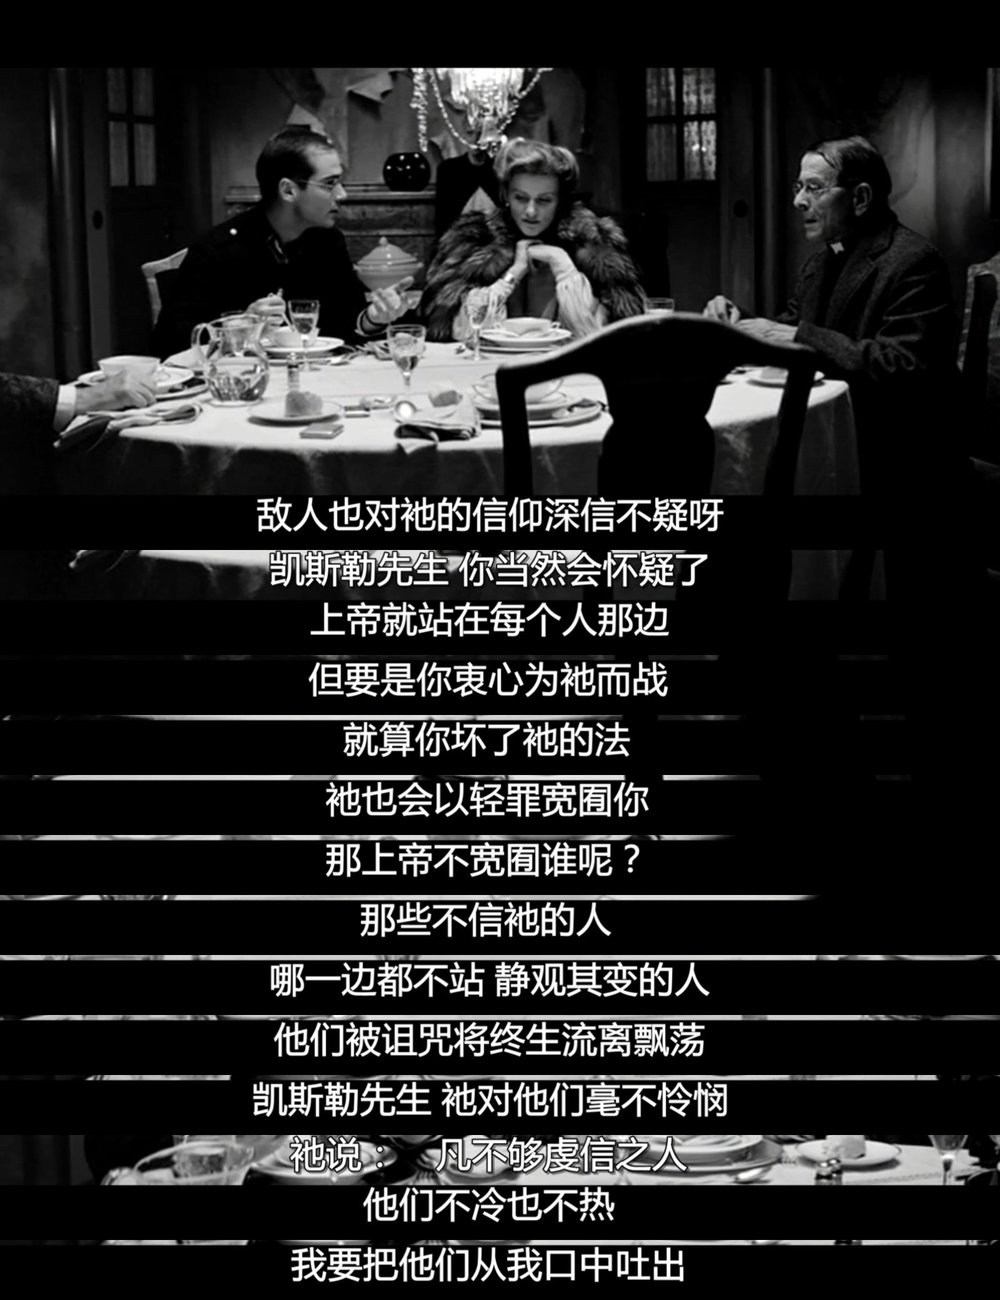 敌人也对祂的信仰深信不疑呀
凯斯勒先生 你当然会怀疑了
上帝就站在每个人那边
但要是你衷心为祂而战
就算你坏了祂的法
祂也会以轻罪宽囿你
那上帝不宽囿谁呢？
那些不信祂的人
哪一边都不站 静观其变的人
他们被诅咒将终生流离飘荡
凯斯勒先生 祂对他们毫不怜悯
祂说： 凡不够虔信之人
他们不冷也不热
我要把他们从我口中吐出